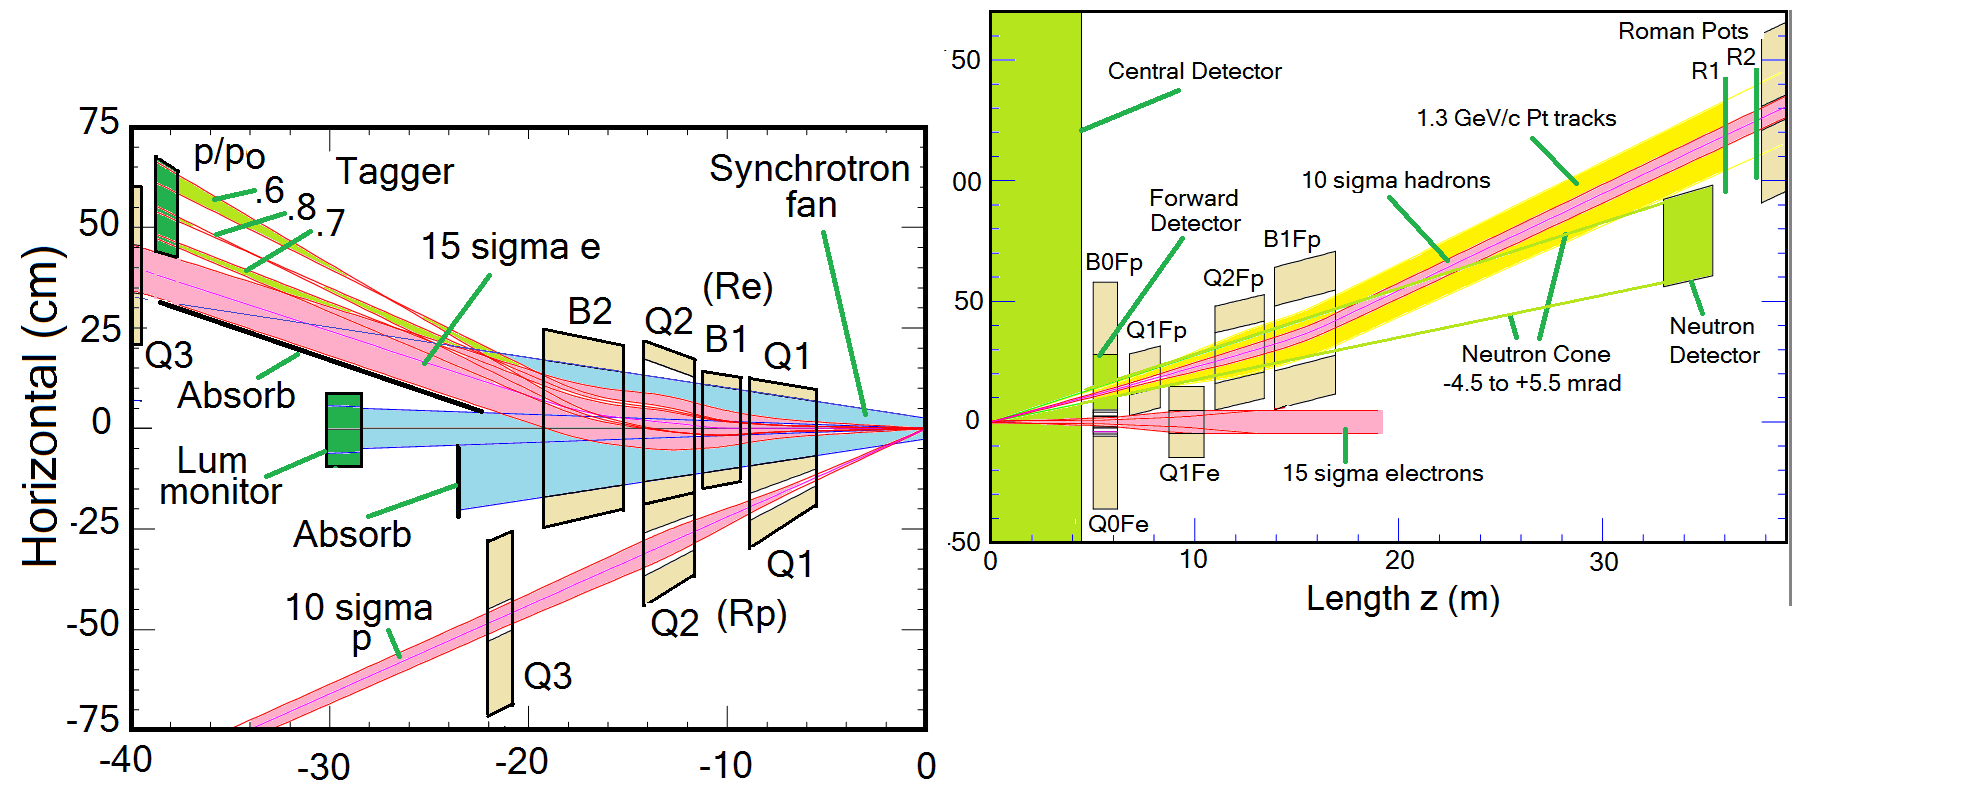 75
50
25
0
-25
-50
-75
Horizontal (cm)
-40
-30
-20
-10
0
p/po
.6
.8
.7
Tagger
15 sigma e
Synchrotron
fan
(Re)
B2
Q2
B1
Q1
Q3
Absorb
Lum
monitor
Absorb
10 sigma
p
Q3
Q2
(Rp)
Q1
50
00
50
0
-50
0
10
20
30
Length z (m)
Central Detector
Roman Pots
R1
R2
1.3 GeV/c Pt tracks
10 sigma hadrons
Forward
Detector
B0Fp
Q1Fp
Q2Fp
B1Fp
Q1Fe
Q0Fe
Neutron
Detector
Neutron Cone
-4.5 to +5.5 mrad
15 sigma electrons